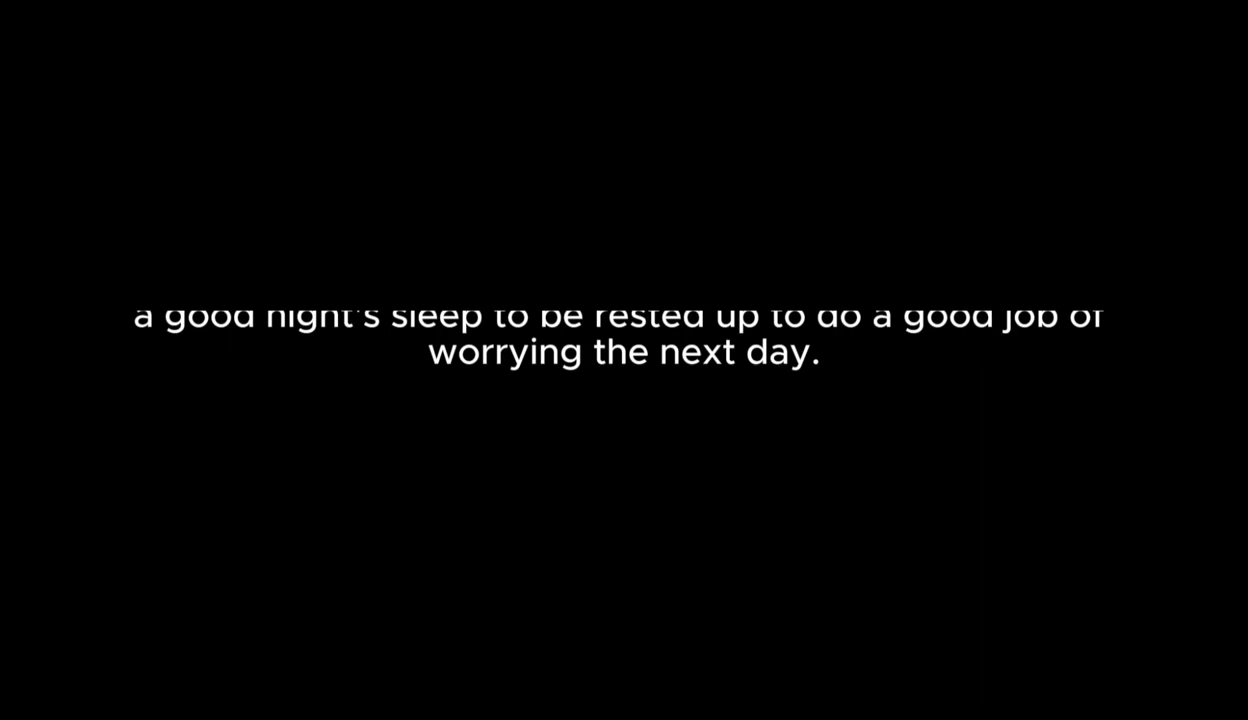 a good night's sleep to be rested up to do a good job of
worrying the next day.